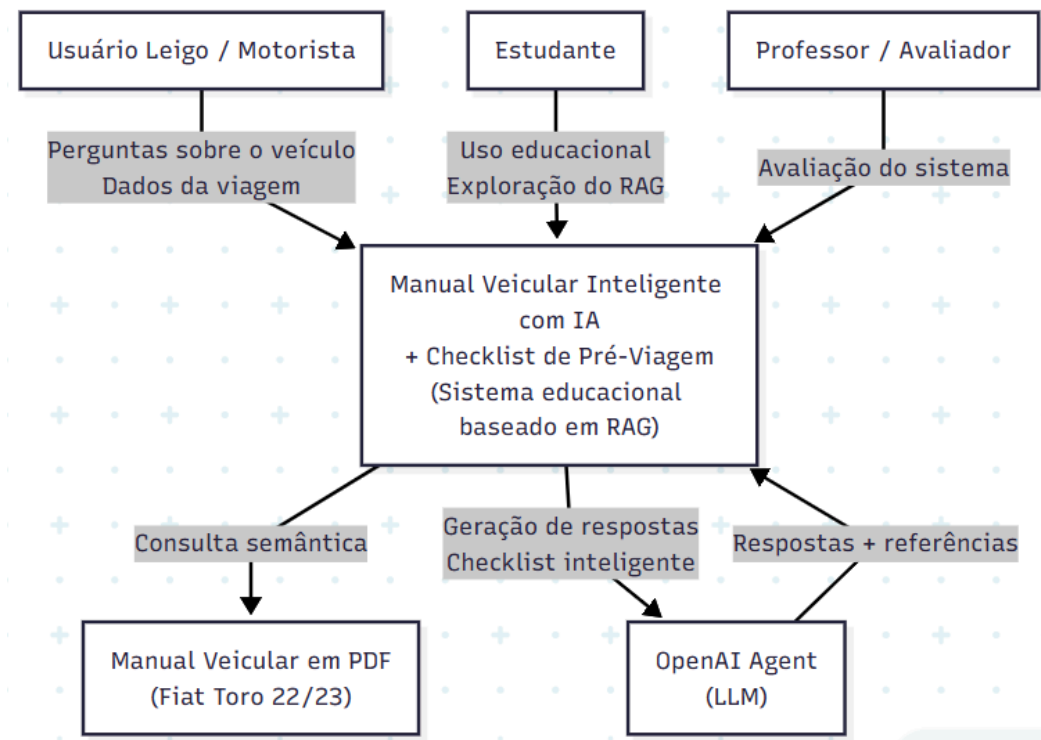 Usuário Leigo / Motorista
Estudante
Professor / Avaliador
Perguntas sobre o veículo
Dados da viagem
Uso educacional
Exploração do RAG
Avaliação do sistema
Manual Veicular Inteligente
com IA
+ Checklist de Pré-Viagem
(Sistema educacional
baseado em RAG)
Consulta semântica
Geração de respostas
Checklist inteligente
Respostas + referências
Manual Veicular em PDF
(Fiat Toro 22/23)
OpenAI Agent
(LLM)